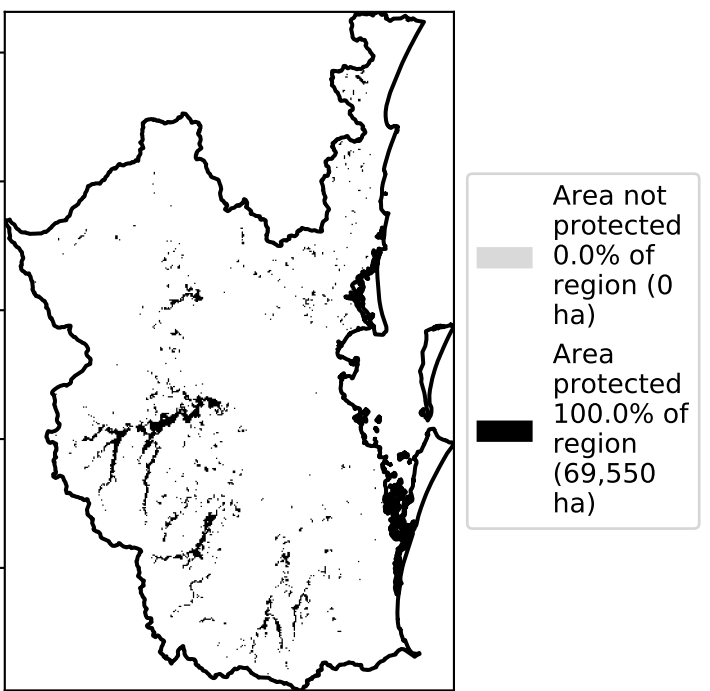 Area not
protected
0.0% of
region (0
ha)
Area
protected
100.0% of
region
(69,550
ha)